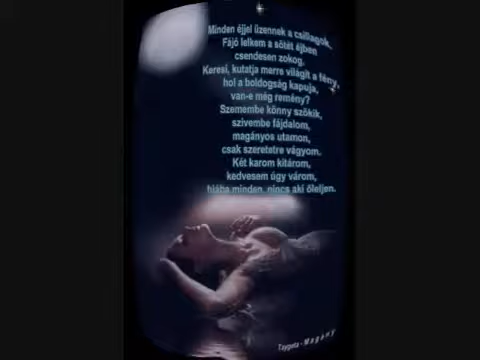 Minden éjjel üzennek a csillagok.
Fájó lelkem a sötét éjben
csendesen zokog.
Keresi, kutatja merre világít a fény,
hol a boldogság kapuja,
van-e még remény?
Szemembe könny szökik,
szívembe fájdalom,
magányos utamon,
csak szeretetre vágyom.
Két karom kitárom,
kedvesem úgy várom,
hiába minden, nincs aki öleljen.
Taygeta - Magány